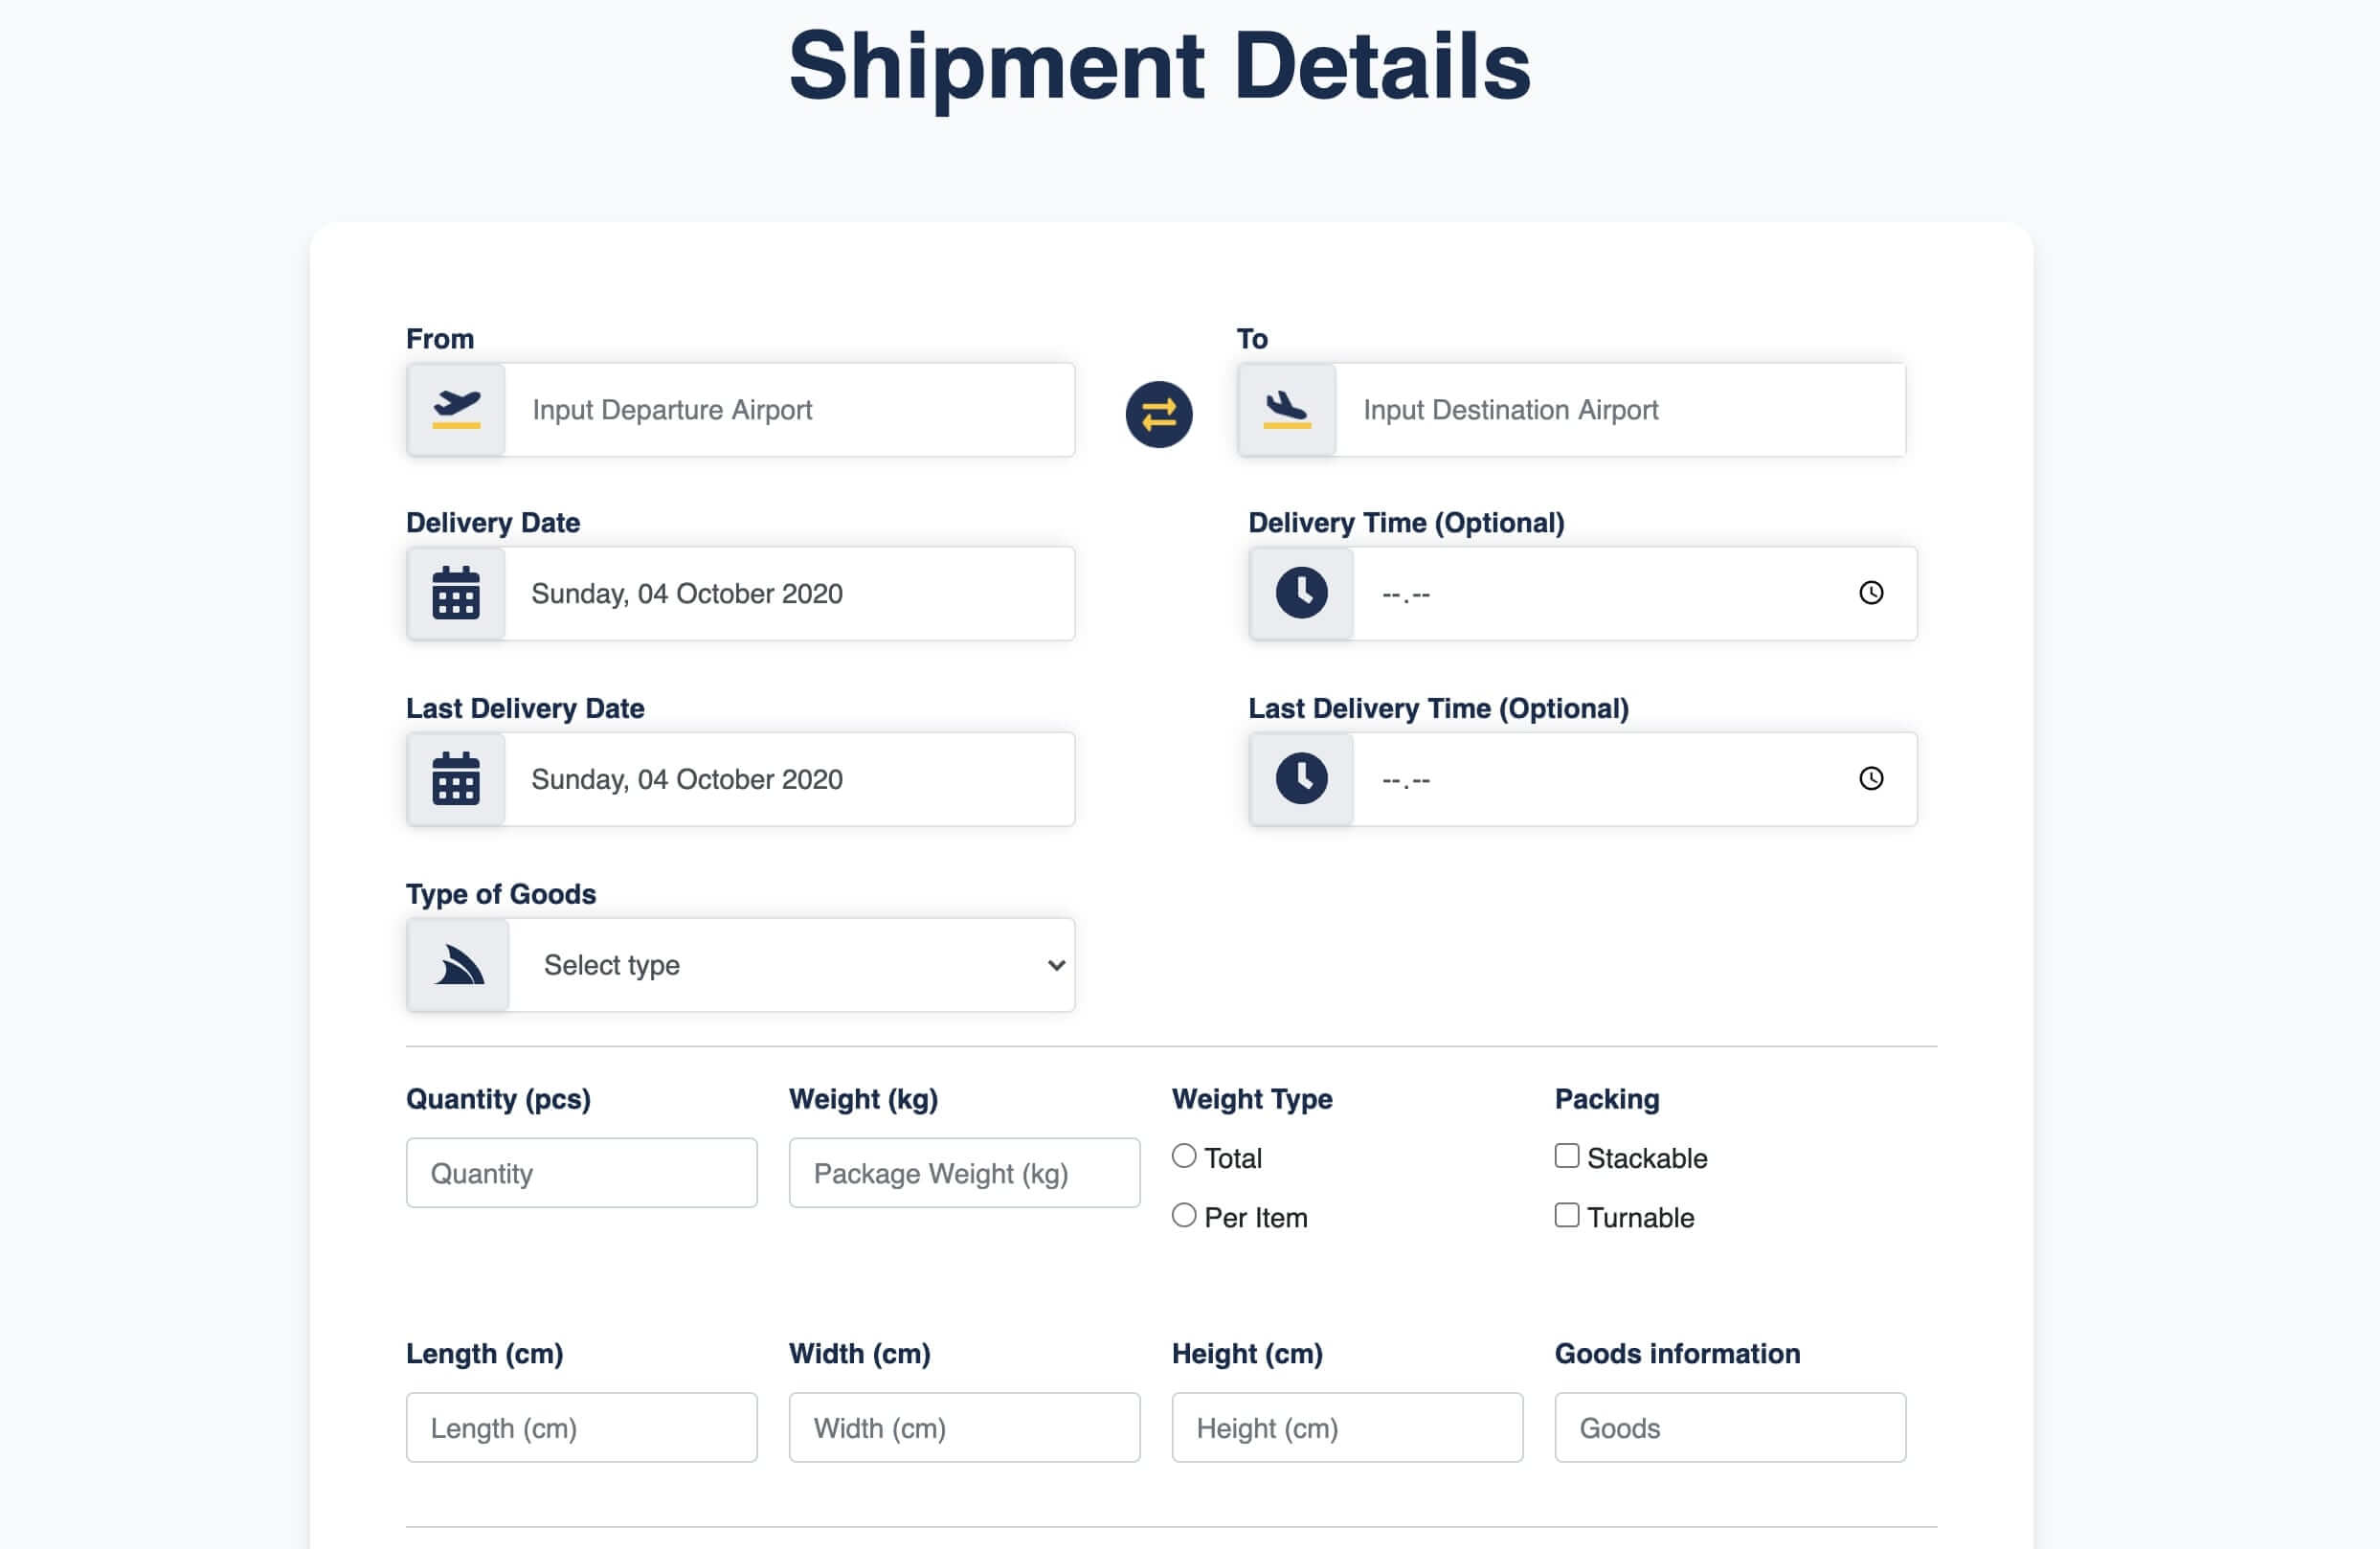 Shipment Details
From
To
Input Departure Airport
Input Destination Airport
Delivery Date
Delivery Time (Optional)
Sunday, 04 October 2020
--.--
Last Delivery Date
Last Delivery Time (Optional)
Sunday, 04 October 2020
--.--
Type of Goods
Select type
Quantity (pcs)
Weight (kg)
Weight Type
Packing
Quantity
Package Weight (kg)
Total
Stackable
Per Item
Turnable
Length (cm)
Width (cm)
Height (cm)
Goods information
Length (cm)
Width (cm)
Height (cm)
Goods